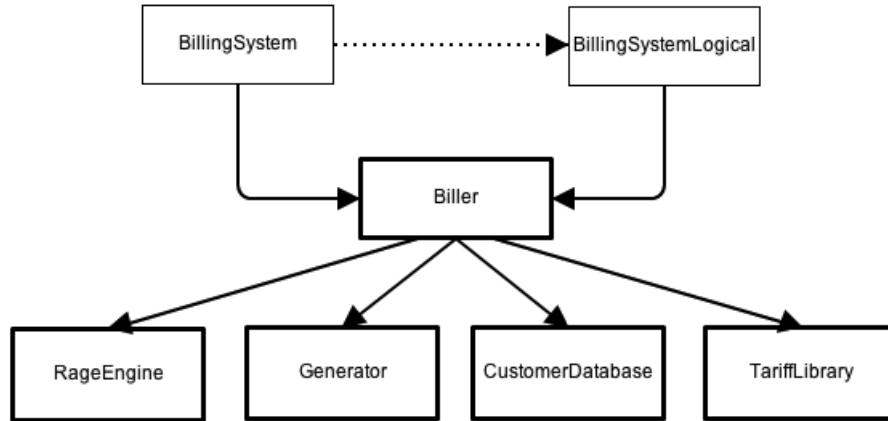 BillingSystem
BillingSystemLogical
Biller
RageEngine
Generator
CustomerDatabase
TariffLibrary